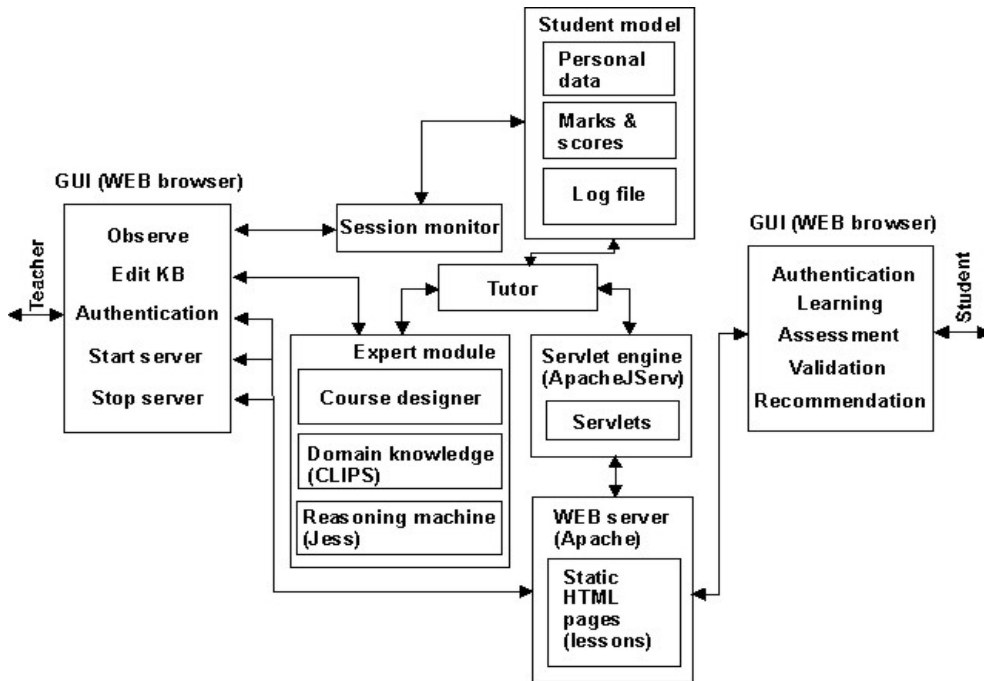 Student model
Personal
data
Marks &
scores
Log file
GUI (WEB browser)
Observe
Edit KB
Authentication
Start server
Stop server
Teacher
Session monitor
Tutor
Expert module
Course designer
Domain knowledge
(CLIPS)
Reasoning machine
(Jess)
Servlet engine
(ApacheJServ)
Servlets
WEB server
(Apache)
Static
HTML
pages
(lessons)
GUI (WEB browser)
Authentication
Learning
Assessment
Validation
Recommendation
Student